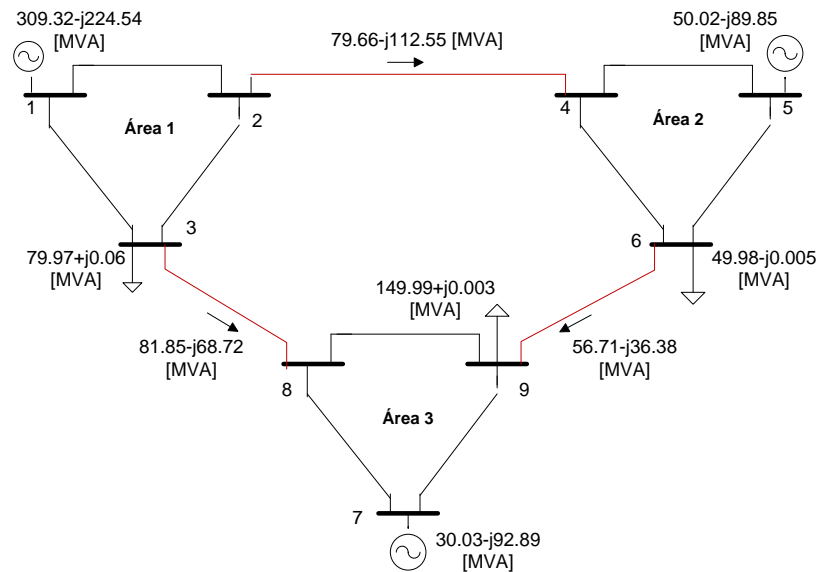 309.32-j224.54
[MVA]
79.66-j112.55 [MVA]
50.02-j89.85
[MVA]
1
2
4
5
Área 1
Área 2
3
6
79.97+j0.06
[MVA]
149.99+j0.003
[MVA]
49.98-j0.005
[MVA]
81.85-j68.72
[MVA]
56.71-j36.38
[MVA]
8
9
Área 3
7
30.03-j92.89
[MVA]